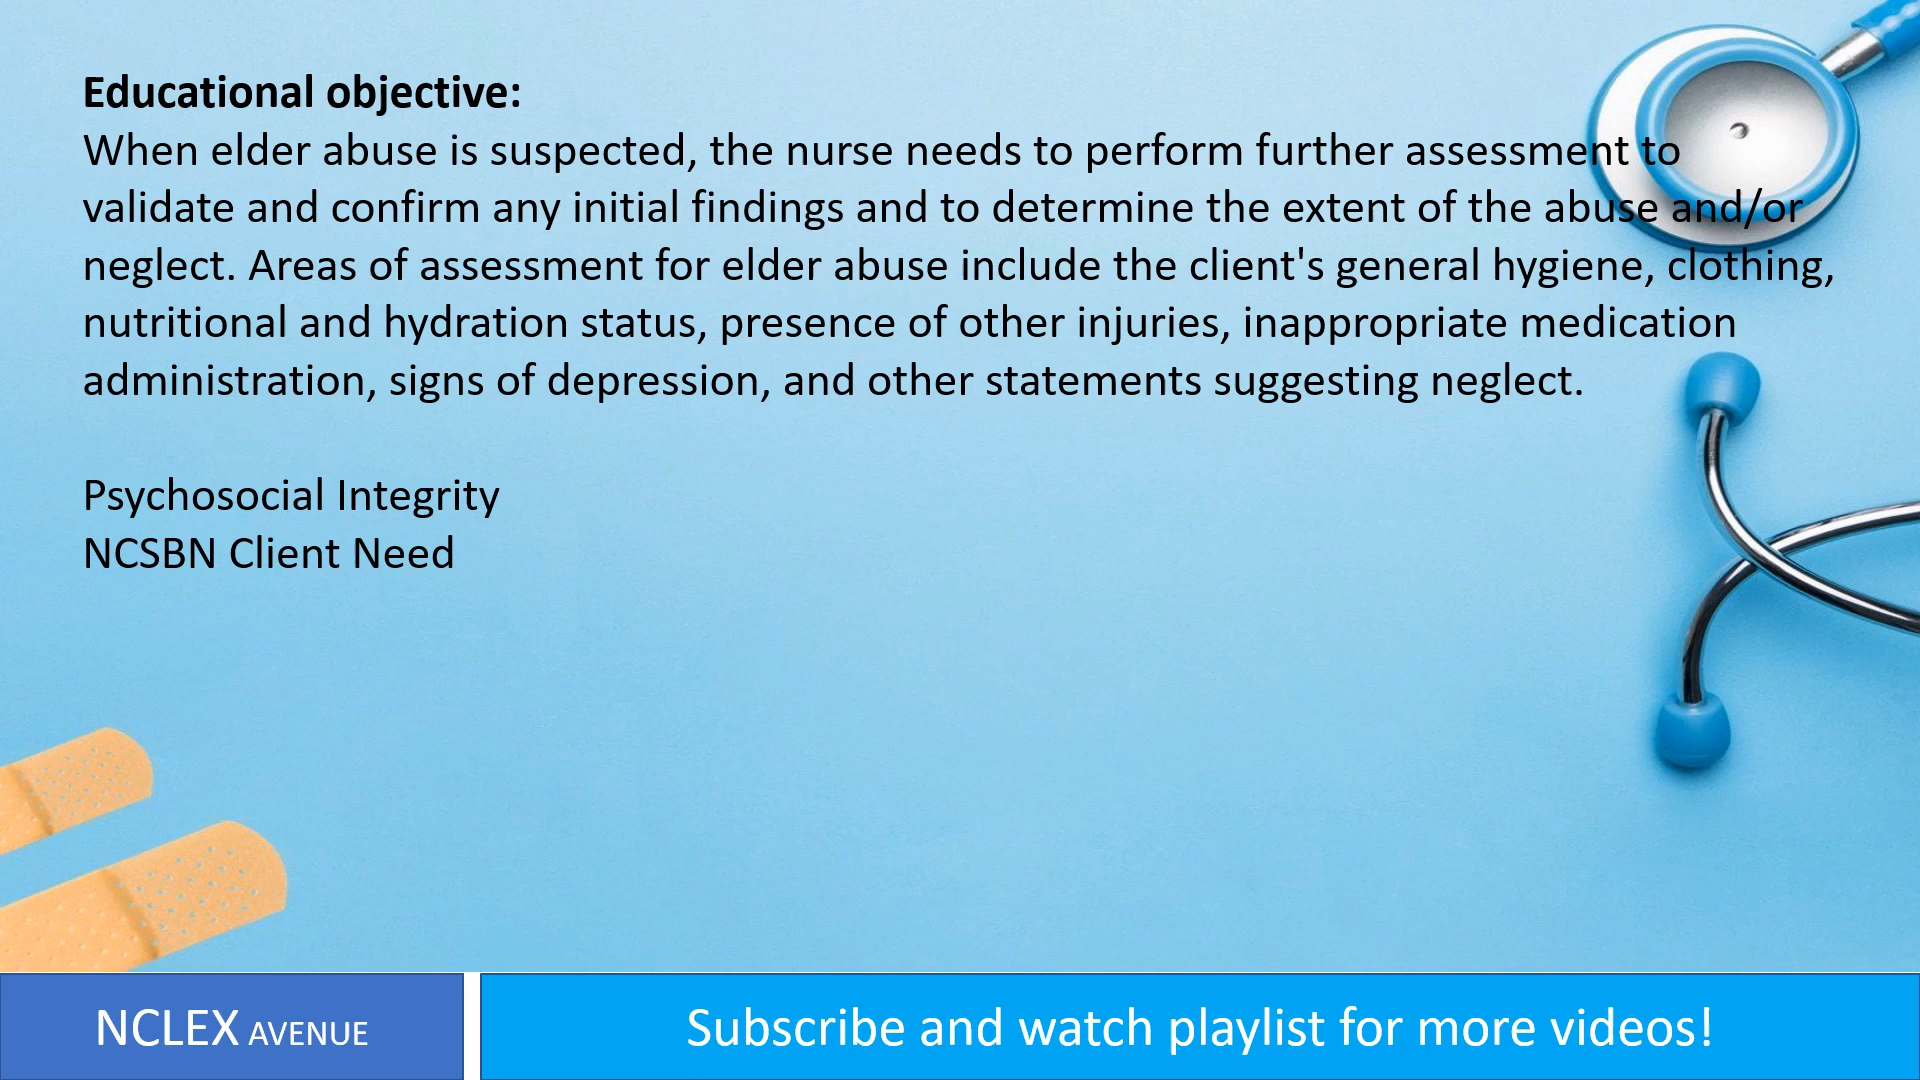 Educational objective:
When elder abuse is suspected, the nurse needs to perform further assessment to
validate and confirm any initial findings and to determine the extent of the abuse and/or
neglect. Areas of assessment for elder abuse include the client's general hygiene, clothing,
nutritional and hydration status, presence of other injuries, inappropriate medication
administration, signs of depression, and other statements suggesting neglect.
Psychosocial Integrity
NCSBN Client Need
NCLEX AVENUE
Subscribe and watch playlist for more videos!